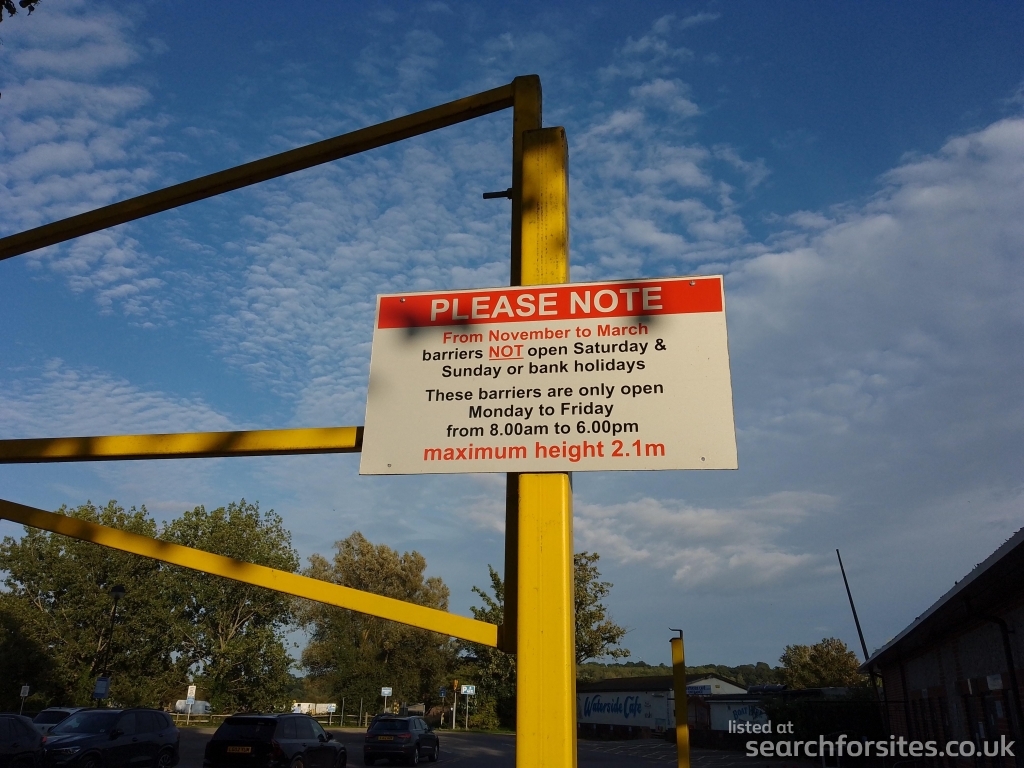 PLEASE NOTE
From November to March
barriers NOT open Saturday &
Sunday or bank holidays
These barriers are only open
Monday to Friday
from 8.00am to 6.00pm
maximum height 2.1m
Waterside Cafe
listed at
searchforsites.co.uk